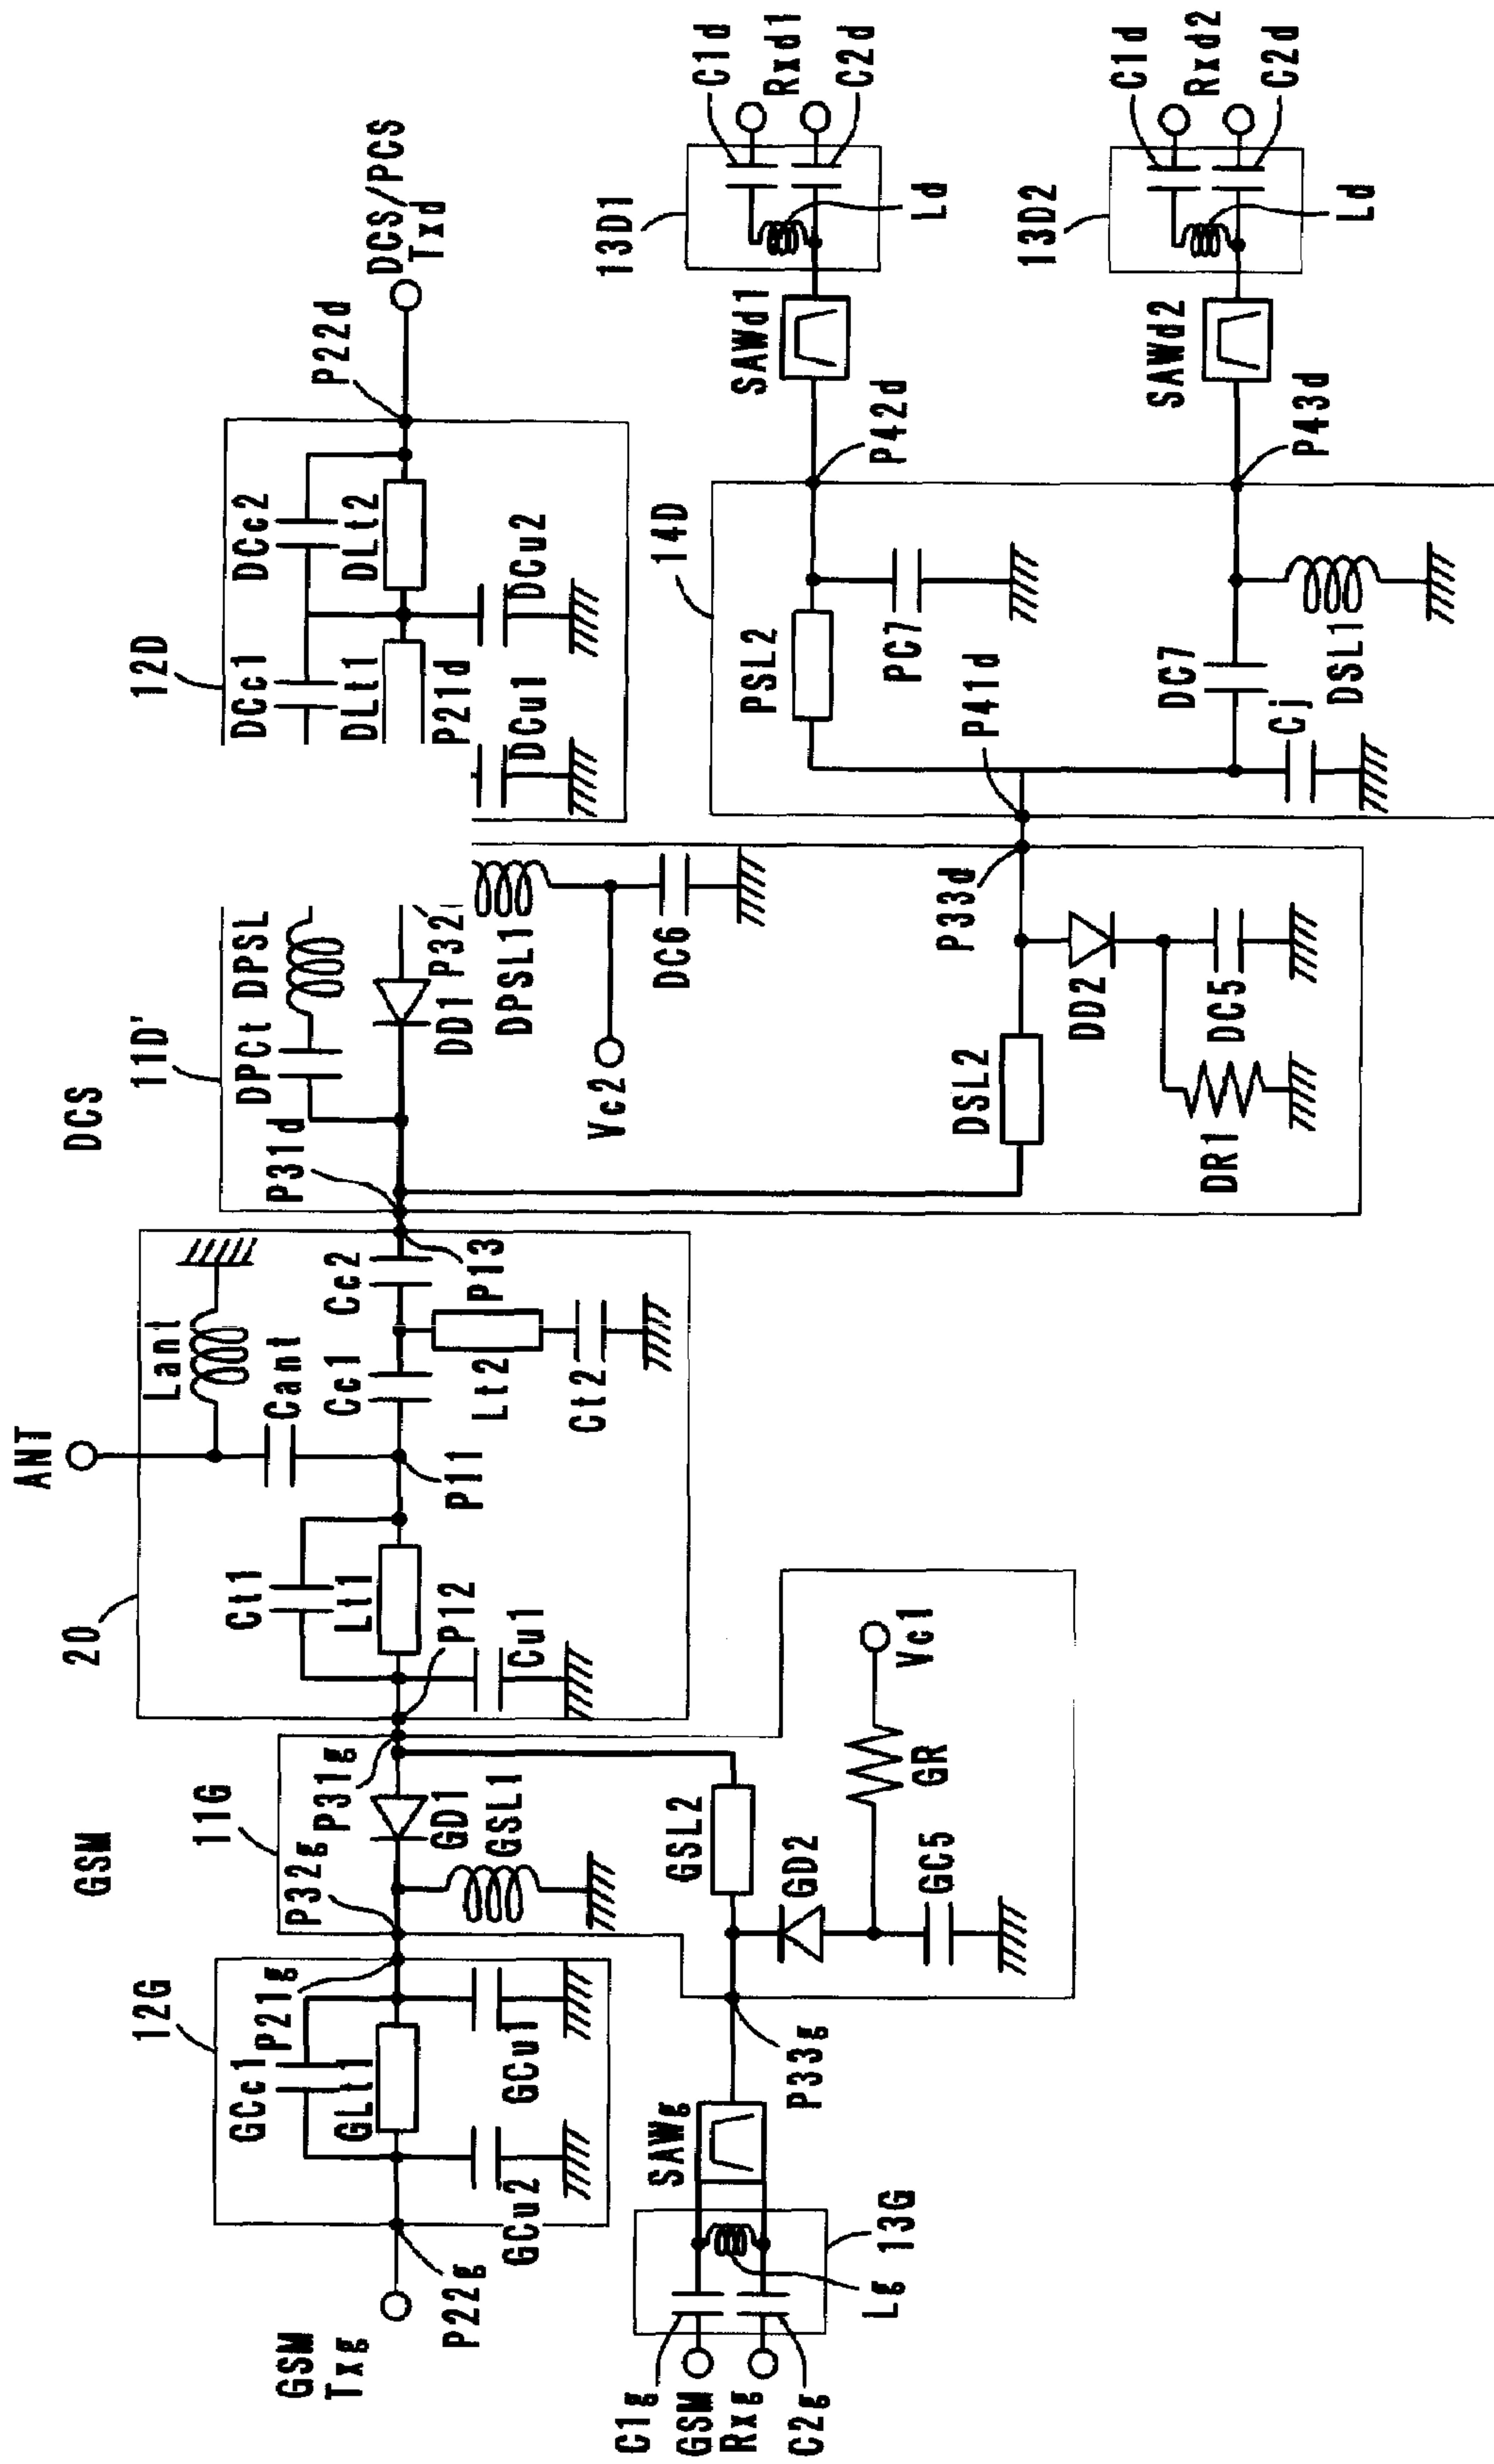 ANT
GSM
DCS
20
Lant
Cant
Ct1
Lt1
Cc1
Cc2
P11
P12
P13
Cu1
Lt2
Ct2
11G
P31g
P32g
GD1
GSL1
GSL2
GD2
GR
Vc1
GC5
P33g
12G
P21g
GCc1
GLt1
GCu1
GCu2
P22g
GSM
Txg
SAWg
13G
Lg
C1g
GSM
Rxg
C2g
11D'
P31d
DPCt
DPSL
DD1
P32
DPSL1
Vc2
DC6
DSL2
P33d
DD2
DC5
DR1
12D
DCc1
DCc2
DLt1
DLt2
P21d
DCu1
DCu2
P22d
DCS/PCS
Txd
14D
PSL2
PC7
P41d
DC7
Cj
DSL1
P42d
P43d
SAWd1
SAWd2
13D1
Ld
C1d
Rxd1
C2d
13D2
Ld
C1d
Rxd2
C2d